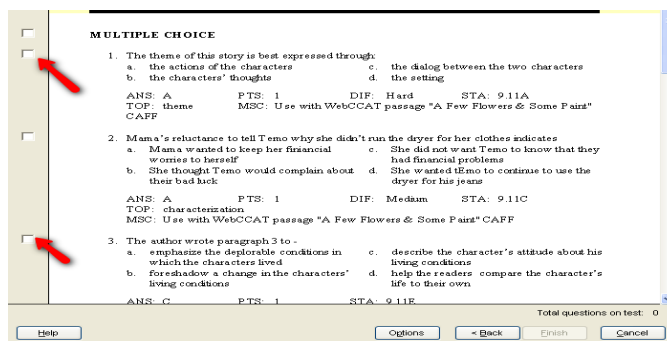 MULTIPLE CHOICE
1. The theme of this story is best expressed through:
a. the actions of the characters c. the dialog between the two characters
b. the characters' thoughts d. the setting
ANS: A PTS: 1 DIF: Hard STA: 9.11A
TOP: theme MSC: Use with WebCCAT passage "A Few Flowers & Some Paint"
CAFF
2. Mama's reluctance to tell Temo why she didn't run the dryer for her clothes indicates
a. Mama wanted to keep her finiancial c. She did not want Temo to know that they
worries to herself had financial problems
b. She thought Temo would complain about d. She wanted tEmo to continue to use the
their bad luck dryer for his jeans
ANS: A PTS: 1 DIF: Medium STA: 9.11C
TOP: characterization
MSC: Use with WebCCAT passage "A Few Flowers & Some Paint" CAFF
3. The author wrote paragraph 3 to -
a. emphasize the deplorable conditions in c. describe the character's attitude about his
which the characters lived living conditions
b. foreshadow a change in the characters' d. help the readers compare the character's
living conditions life to their own
ANS: C PTS: 1 STA: 9.11E
Total questions on test: 0
Help Options < Back Finish Cancel